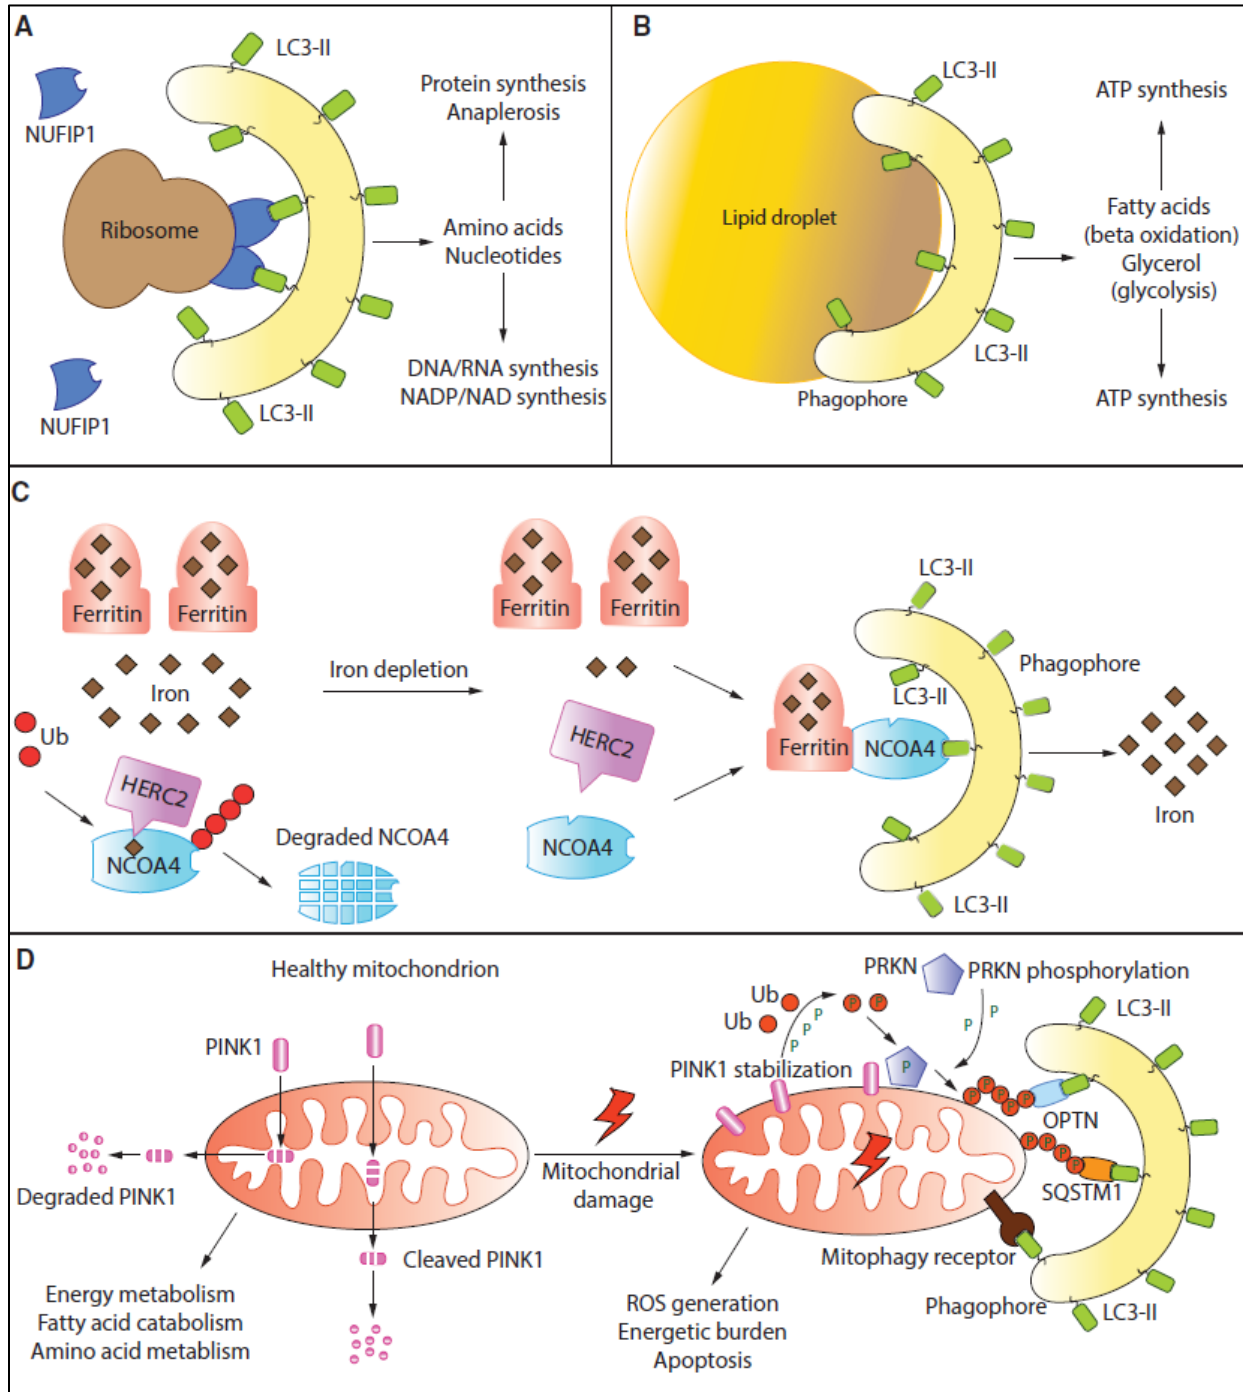 A
LC3-II
NUFIP1
Protein synthesis
Anaplerosis
Ribosome
Amino acids
Nucleotides
DNA/RNA synthesis
NADP/NAD synthesis
NUFIP1
LC3-II
B
LC3-II
ATP synthesis
Lipid droplet
Fatty acids
(beta oxidation)
Glycerol
(glycolysis)
LC3-II
Phagophore
ATP synthesis
C
Ferritin
Ferritin
Iron
Ub
HERC2
NCOA4
Degraded NCOA4
Iron depletion
Ferritin
Ferritin
HERC2
NCOA4
LC3-II
Phagophore
LC3-II
Ferritin
NCOA4
Iron
LC3-II
D
Healthy mitochondrion
PINK1
Degraded PINK1
Cleaved PINK1
Energy metabolism
Fatty acid catabolism
Amino acid metablism
Mitochondrial
damage
PRKN
PRKN phosphorylation
Ub
Ub
P
P
P
P
P
P
P
P
PINK1 stabilization
LC3-II
P
P
P
P
P
OPTN
P
P
P
P
SQSTM1
Mitophagy receptor
Phagophore
LC3-II
ROS generation
Energetic burden
Apoptosis